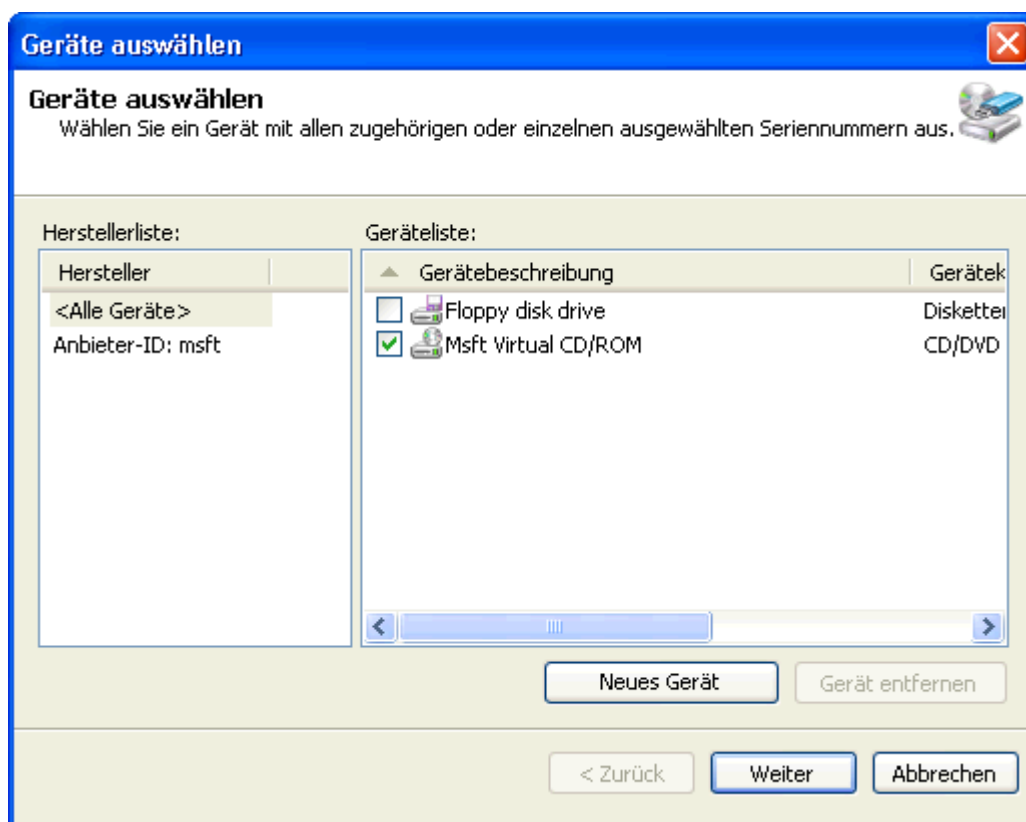 Geräte auswählen
Geräte auswählen
Wählen Sie ein Gerät mit allen zugehörigen oder einzelnen ausgewählten Seriennummern aus.
Herstellerliste:
Hersteller
<Alle Geräte>
Anbieter-ID: msft
Geräteliste:
Gerätebeschreibung Gerätek
Floppy disk drive Disketten
Msft Virtual CD/ROM CD/DVD
Neues Gerät Gerät entfernen
< Zurück Weiter Abbrechen